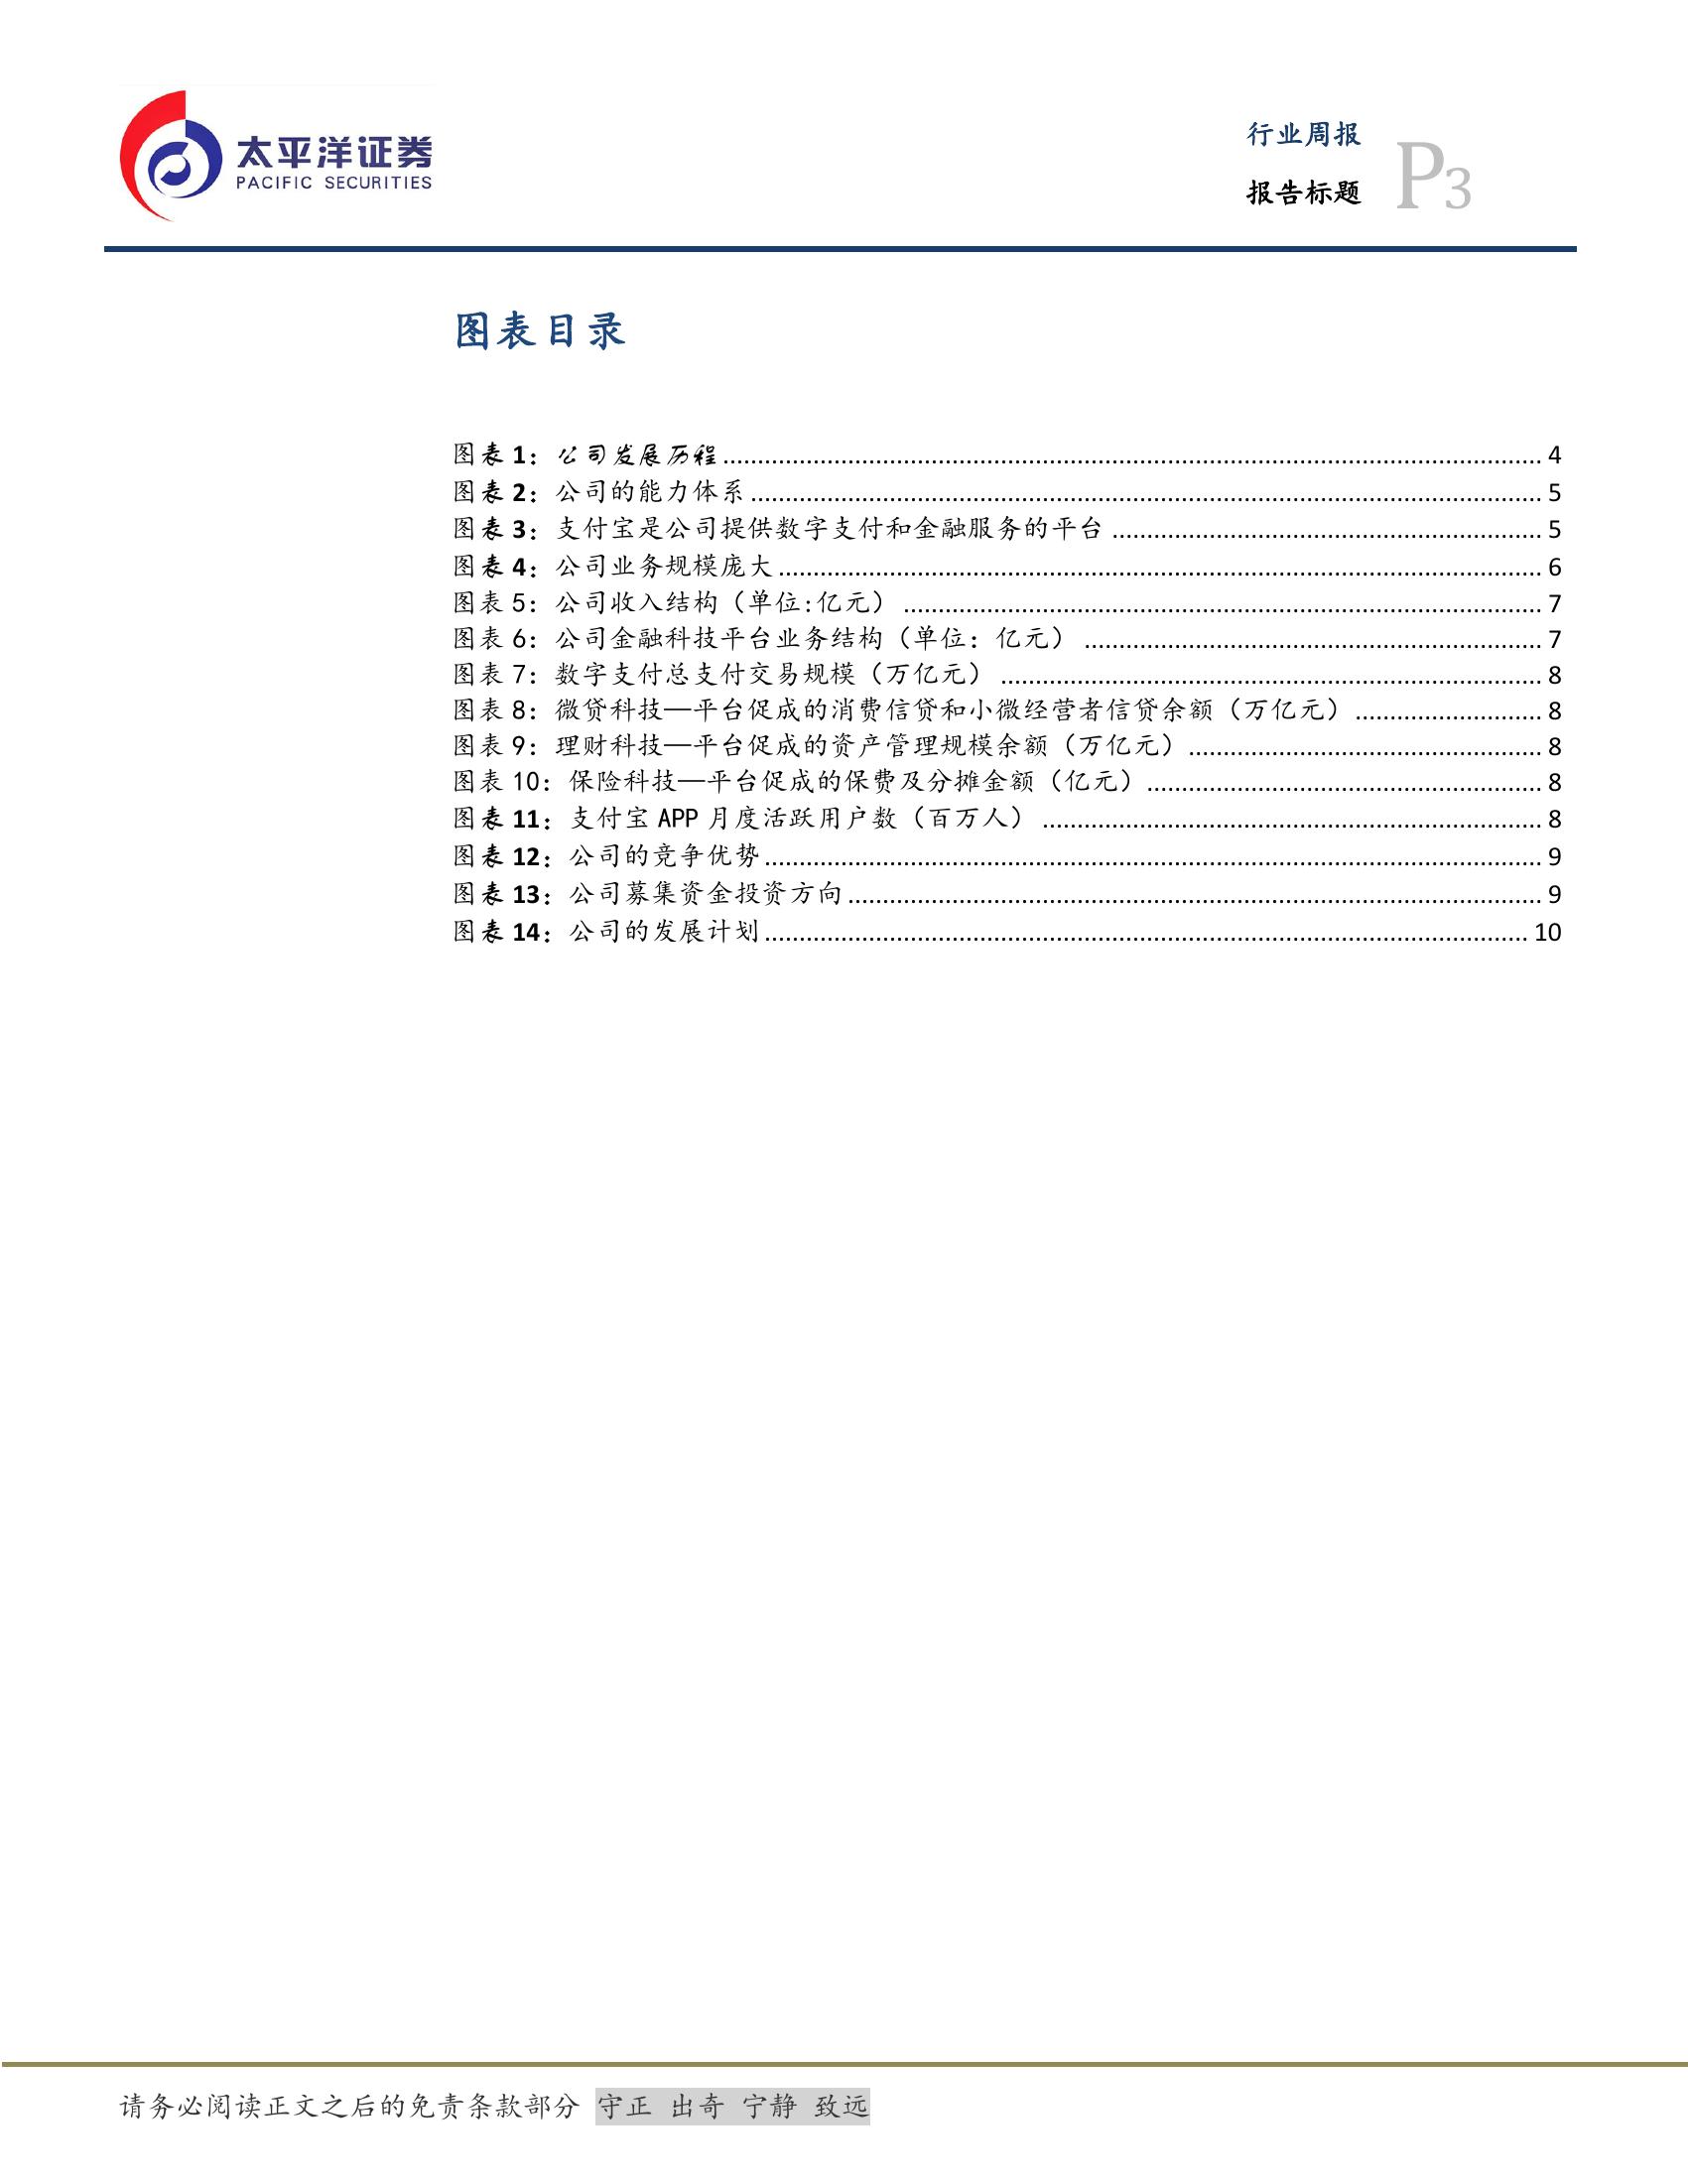 太平洋证券
PACIFIC SECURITIES
行业周报
报告标题
P3
图表目录
图表 1：公司发展历程 4
图表 2：公司的能力体系 5
图表 3：支付宝是公司提供数字支付和金融服务的平台 5
图表 4：公司业务规模庞大 6
图表 5：公司收入结构（单位:亿元） 7
图表 6：公司金融科技平台业务结构（单位：亿元） 7
图表 7：数字支付总支付交易规模（万亿元） 8
图表 8：微贷科技—平台促成的消费信贷和小微经营者信贷余额（万亿元） 8
图表 9：理财科技—平台促成的资产管理规模余额（万亿元） 8
图表 10：保险科技—平台促成的保费及分摊金额（亿元） 8
图表 11：支付宝 APP 月度活跃用户数（百万人） 8
图表 12：公司的竞争优势 9
图表 13：公司募集资金投资方向 9
图表 14：公司的发展计划 10
请务必阅读正文之后的免责条款部分 守正 出奇 宁静 致远